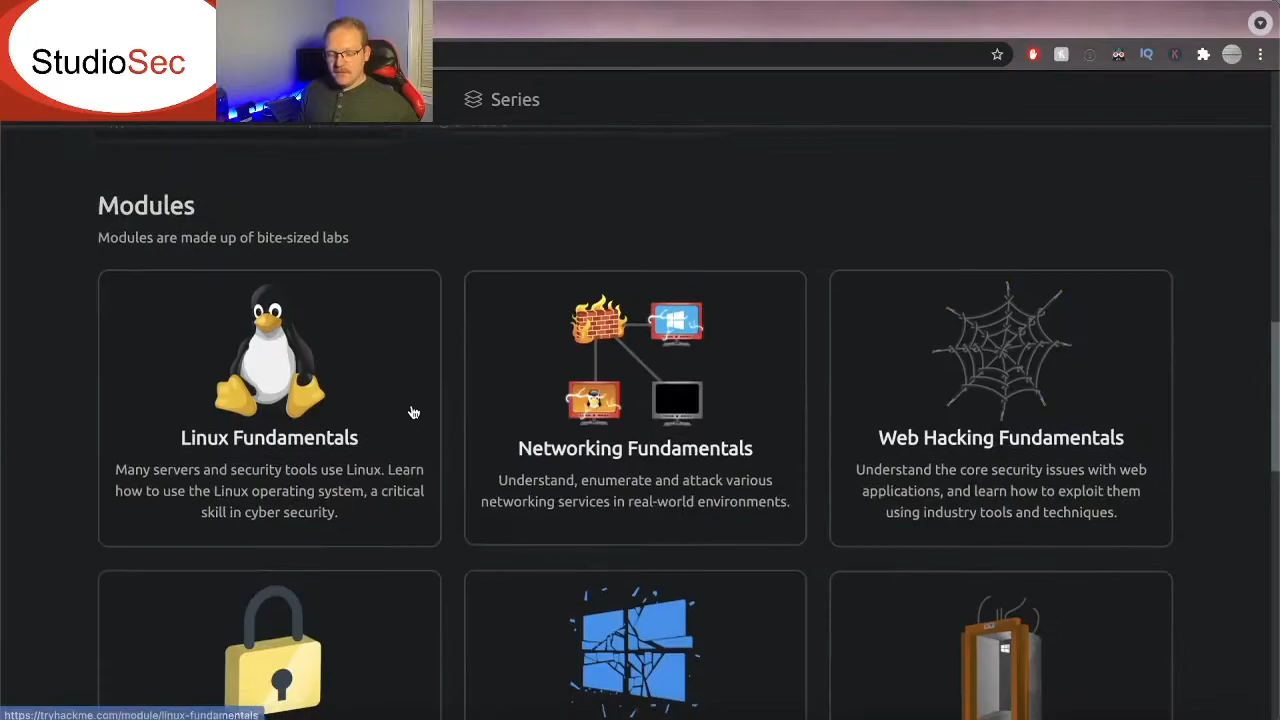 StudioSec
IQ
K
Series
Modules
Modules are made up of bite-sized labs
Linux Fundamentals
Many servers and security tools use Linux. Learn
how to use the Linux operating system, a critical
skill in cyber security.
Networking Fundamentals
Understand, enumerate and attack various
networking services in real-world environments.
Web Hacking Fundamentals
Understand the core security issues with web
applications, and learn how to exploit them
using industry tools and techniques.
https://tryhackme.com/module/linux-fundamentals